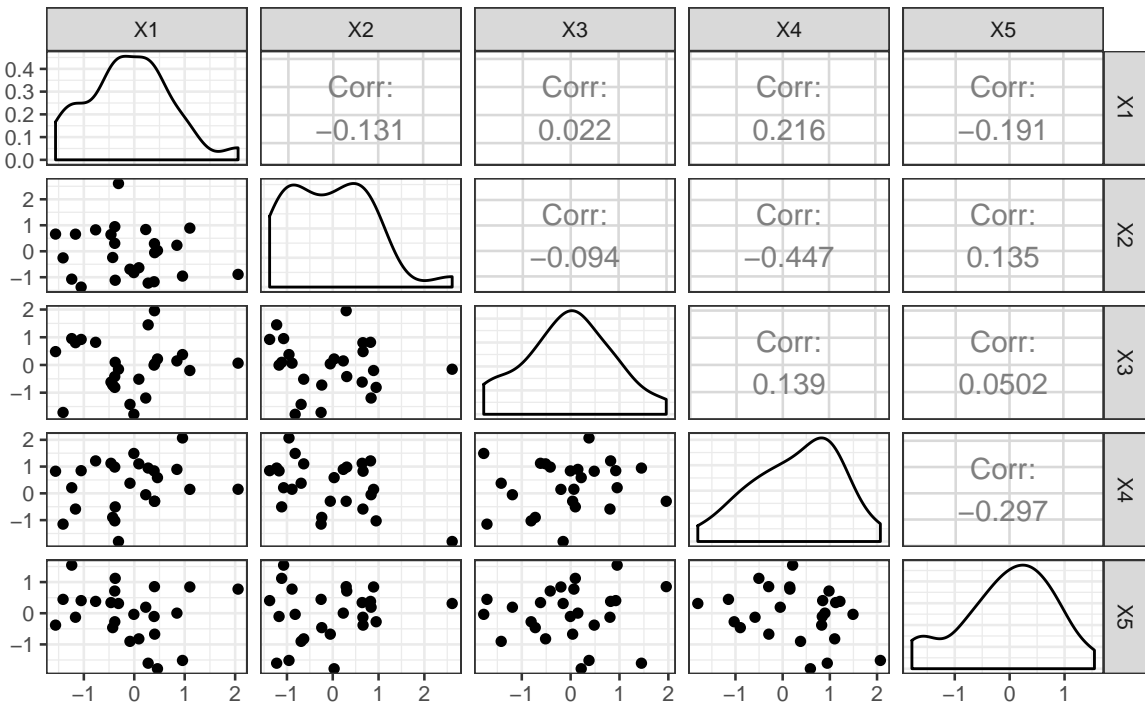 X1 X2 X3 X4 X5
0.4
0.3
0.2
0.1
0.0
Corr:
−0.131
Corr:
0.022
Corr:
0.216
Corr:
−0.191
X1
2
1
0
−1
Corr:
−0.094
Corr:
−0.447
Corr:
0.135
X2
2
1
0
−1
Corr:
0.139
Corr:
0.0502
X3
2
1
0
−1
Corr:
−0.297
X4
1
0
−1
X5
−1 0 1 2 −1 0 1 2 −1 0 1 2 −1 0 1 2 −1 0 1